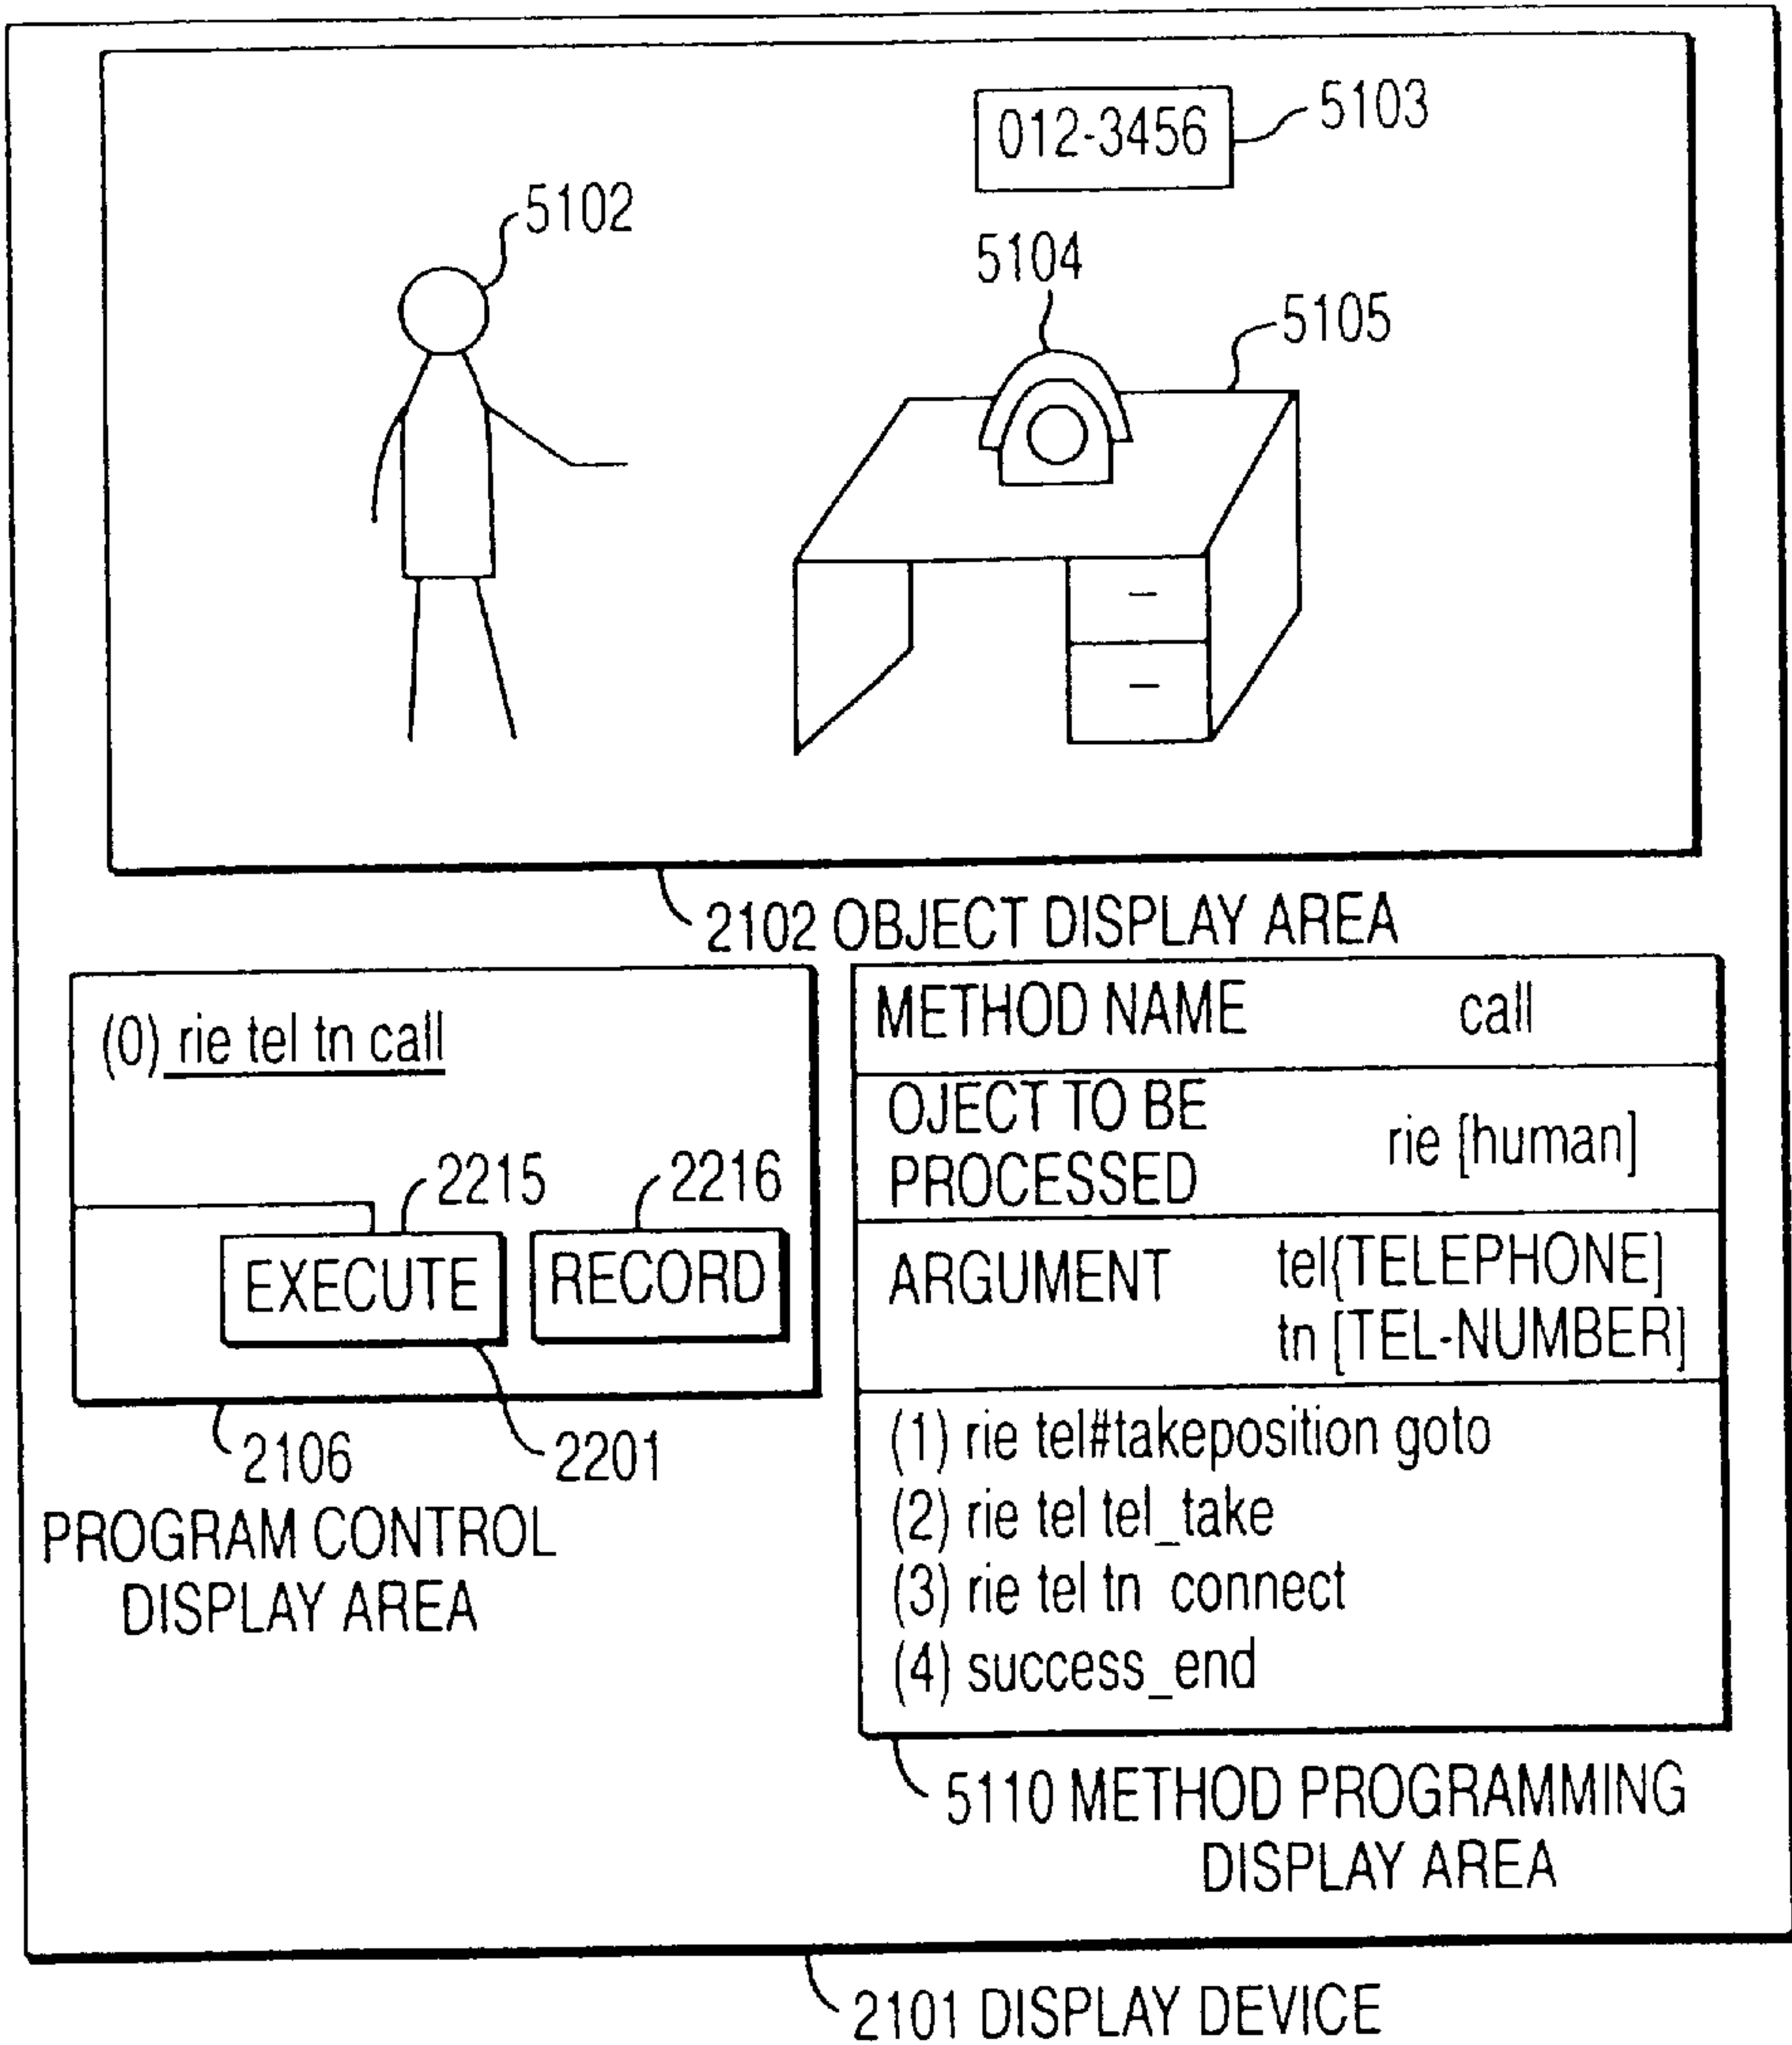 012-3456
5103
5102
5104
5105
2102 OBJECT DISPLAY AREA
(0) rie tel tn call
2215
2216
EXECUTE
RECORD
2106
2201
PROGRAM CONTROL
DISPLAY AREA
METHOD NAME call
OJECT TO BE
PROCESSED
rie [human]
ARGUMENT
tel{TELEPHONE]
tn [TEL-NUMBER]
(1) rie tel#takeposition goto
(2) rie tel tel_take
(3) rie tel tn connect
(4) success_end
5110 METHOD PROGRAMMING
DISPLAY AREA
2101 DISPLAY DEVICE